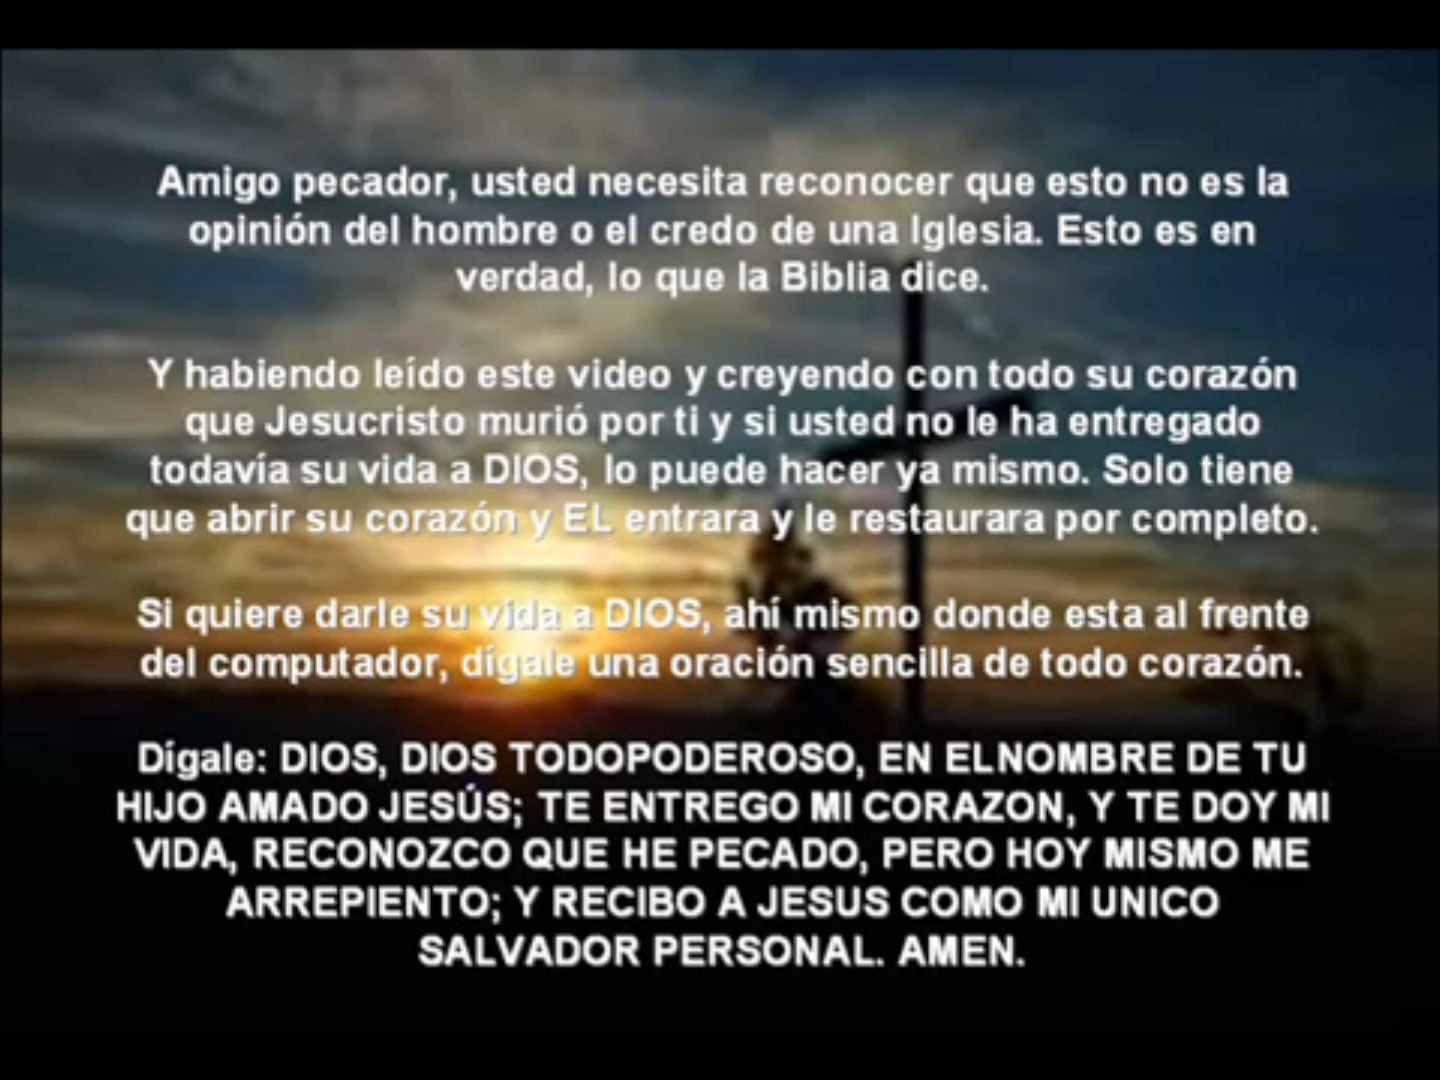 Amigo pecador, usted necesita reconocer que esto no es la
opinión del hombre o el credo de una Iglesia. Esto es en
verdad, lo que la Biblia dice.
Y habiendo leído este video y creyendo con todo su corazón
que Jesucristo murió por ti y si usted no le ha entregado
todavía su vida a DIOS, lo puede hacer ya mismo. Solo tiene
que abrir su corazón y EL entrara y le restaurara por completo.
Si quiere darle su vida a DIOS, ahí mismo donde esta al frente
del computador, dígale una oración sencilla de todo corazón.
Dígale: DIOS, DIOS TODOPODEROSO, EN ELNOMBRE DE TU
HIJO AMADO JESÚS; TE ENTREGO MI CORAZON, Y TE DOY MI
VIDA, RECONOZCO QUE HE PECADO, PERO HOY MISMO ME
ARREPIENTO; Y RECIBO A JESUS COMO MI UNICO
SALVADOR PERSONAL. AMEN.